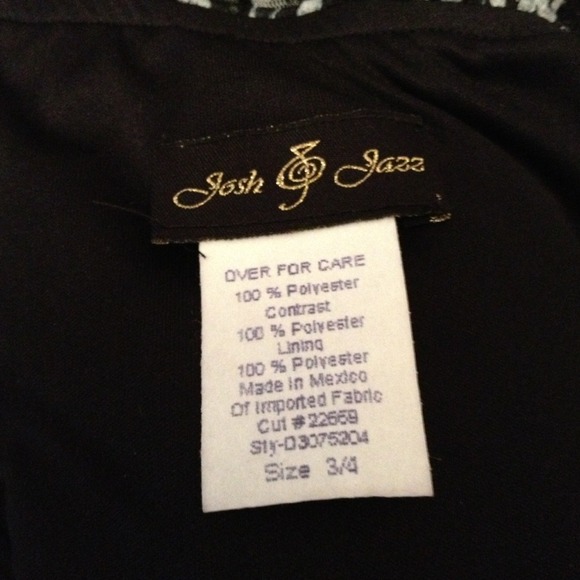 Josh & Jazz
OVER FOR CARE
100 % Polyester
Contrast
100 % Polyester
Lining
100 % Polyester
Made in Mexico
Of Imported Fabric
Cut # 22559
Sty-D3075204
Size 3/4